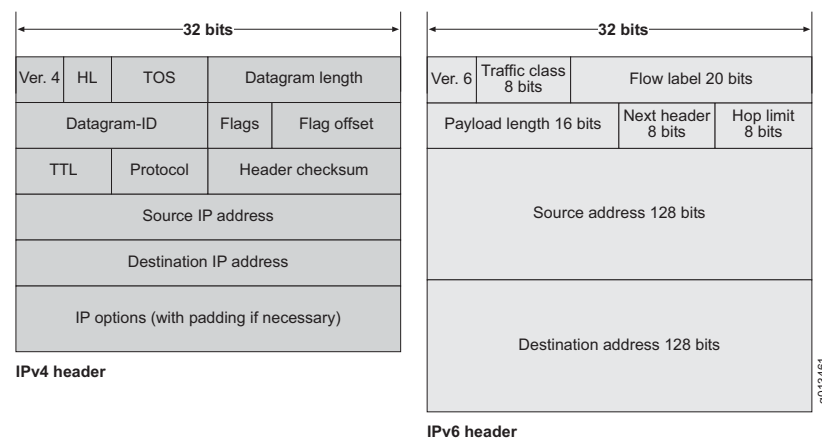 32 bits
Ver. 4 HL TOS Datagram length
Datagram-ID Flags Flag offset
TTL Protocol Header checksum
Source IP address
Destination IP address
IP options (with padding if necessary)
IPv4 header
32 bits
Ver. 6 Traffic class 8 bits Flow label 20 bits
Payload length 16 bits Next header 8 bits Hop limit 8 bits
Source address 128 bits
Destination address 128 bits
IPv6 header
g013461